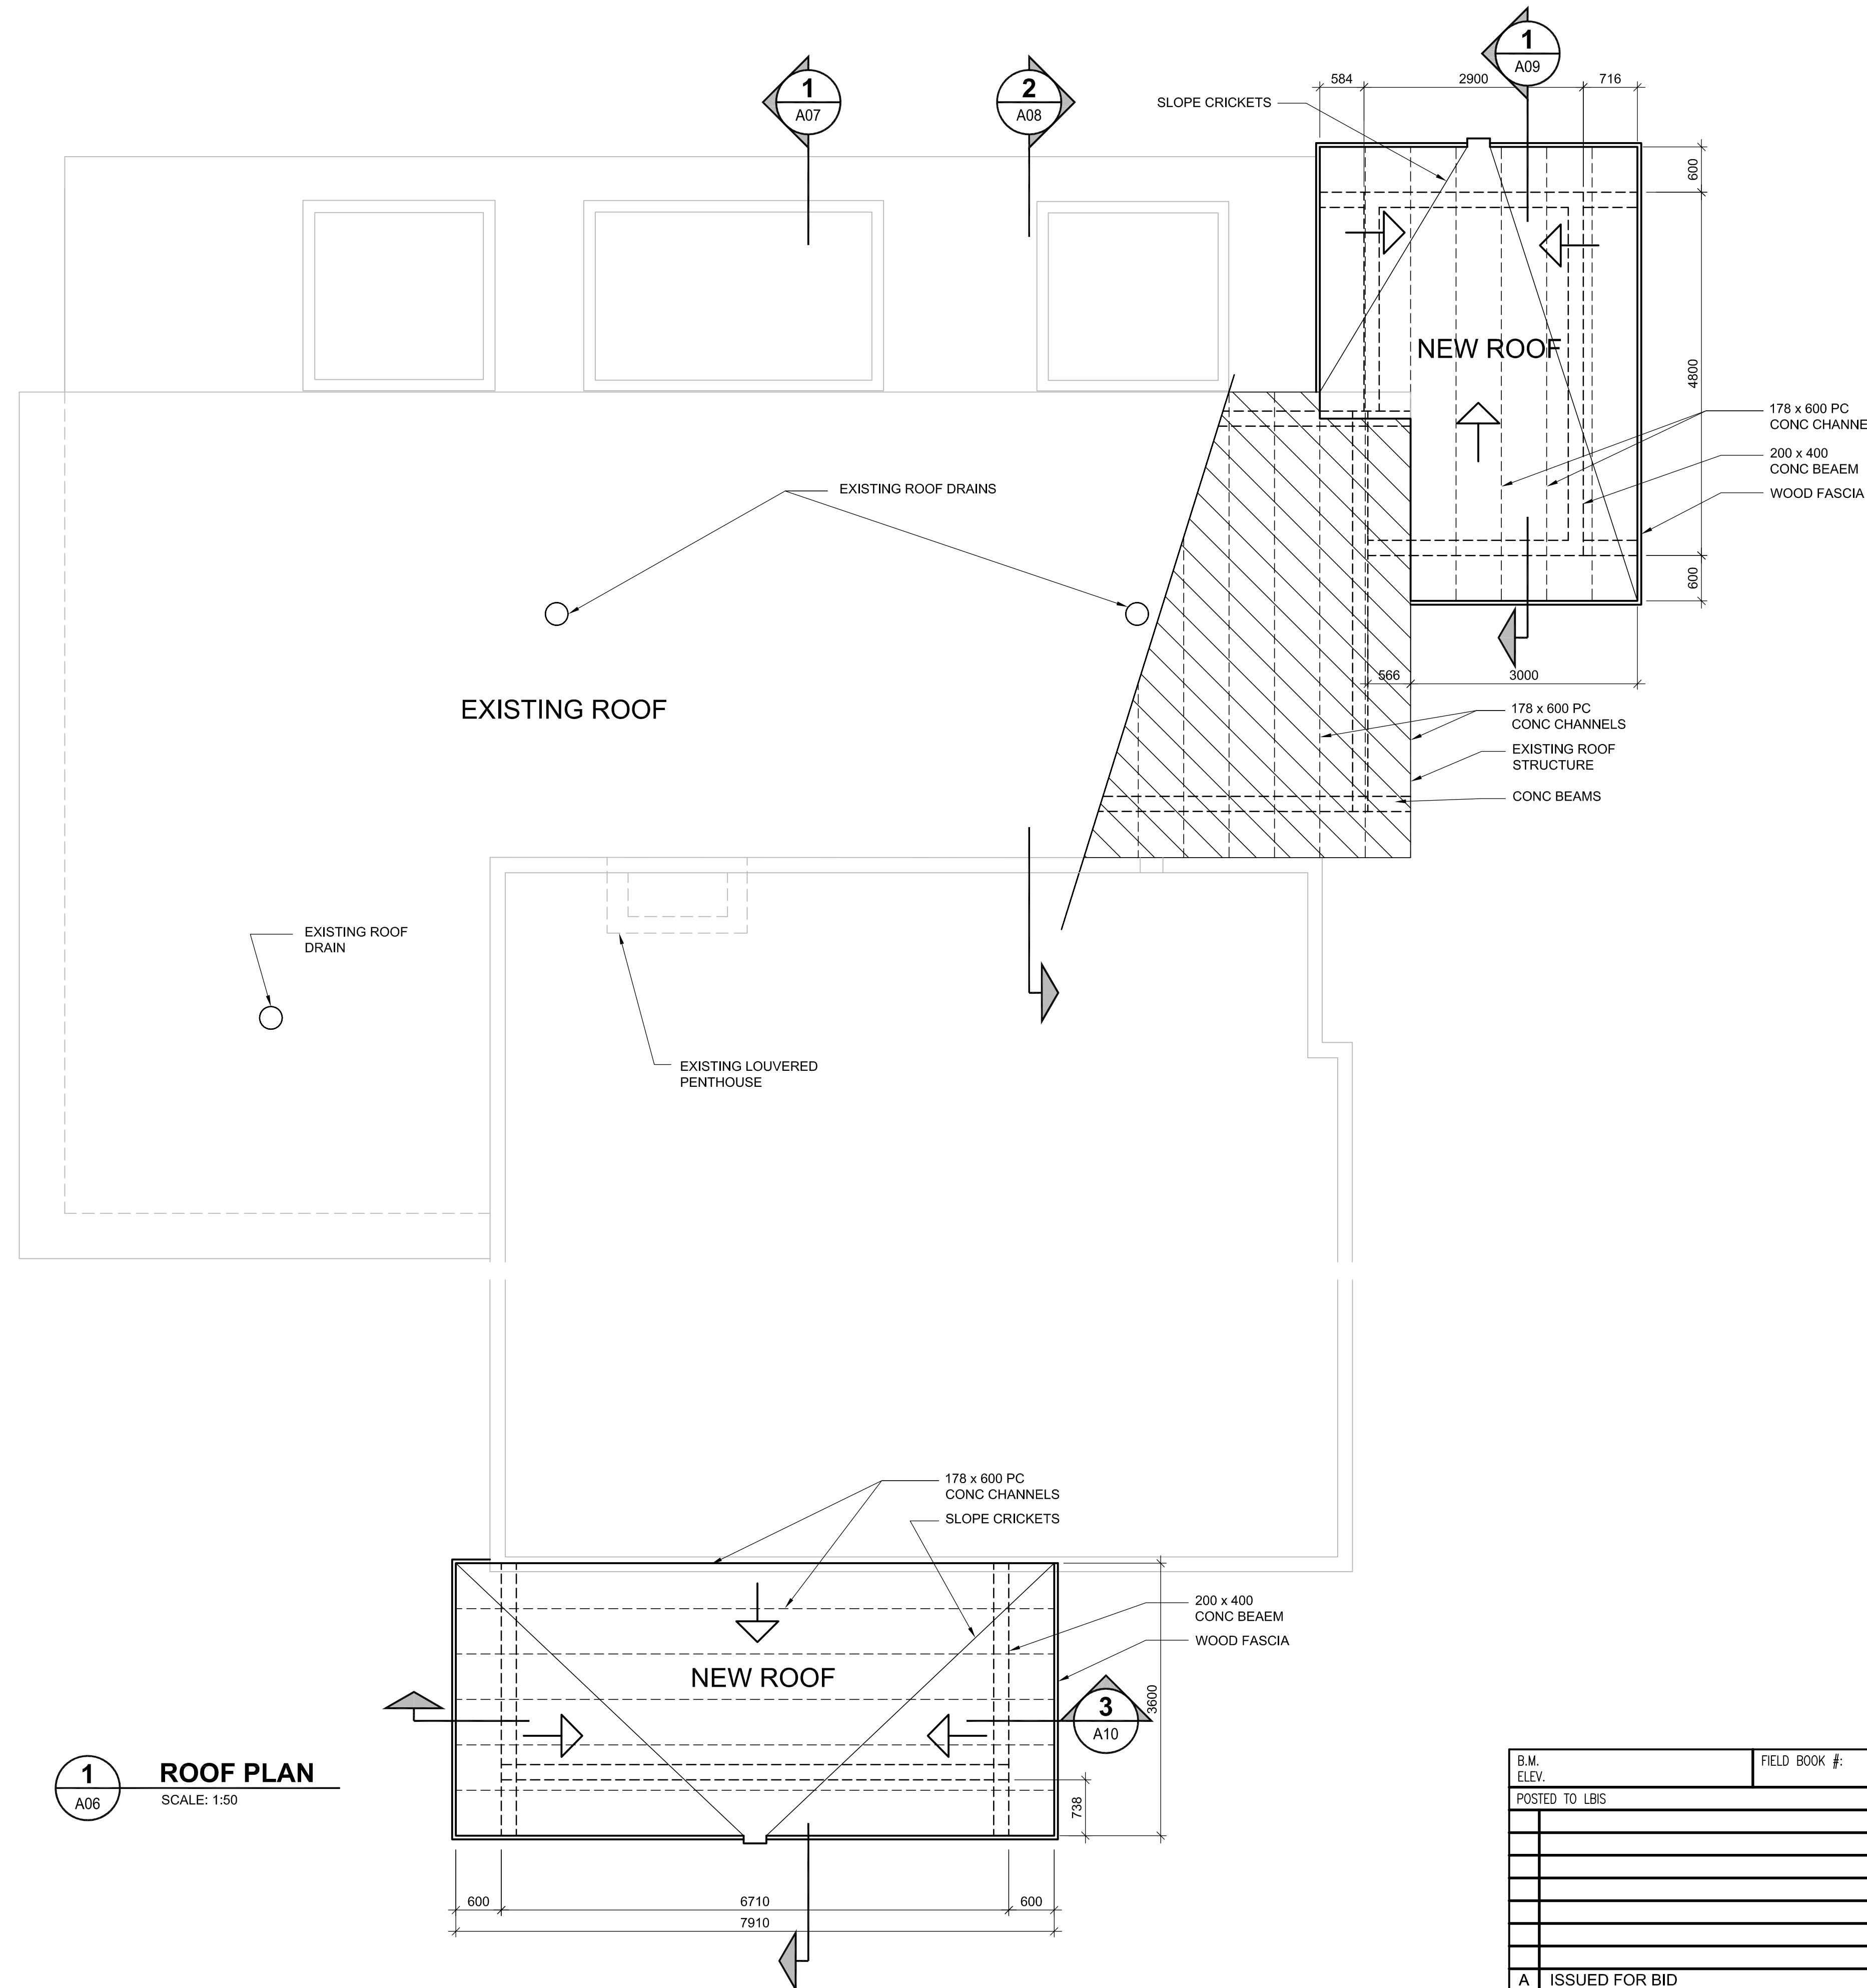 1
A07
2
A08
1
A09
584
2900
716
SLOPE CRICKETS
600
NEW ROOF
4800
178 x 600 PC
CONC CHANNE
200 x 400
CONC BEAEM
WOOD FASCIA
EXISTING ROOF DRAINS
600
566
3000
EXISTING ROOF
178 x 600 PC
CONC CHANNELS
EXISTING ROOF
STRUCTURE
CONC BEAMS
EXISTING ROOF
DRAIN
EXISTING LOUVERED
PENTHOUSE
178 x 600 PC
CONC CHANNELS
SLOPE CRICKETS
200 x 400
CONC BEAEM
WOOD FASCIA
NEW ROOF
3600
3
A10
738
1
A06
ROOF PLAN
SCALE: 1:50
600
6710
600
7910
B.M.
ELEV.
FIELD BOOK #:
POSTED TO LBIS
A ISSUED FOR BID